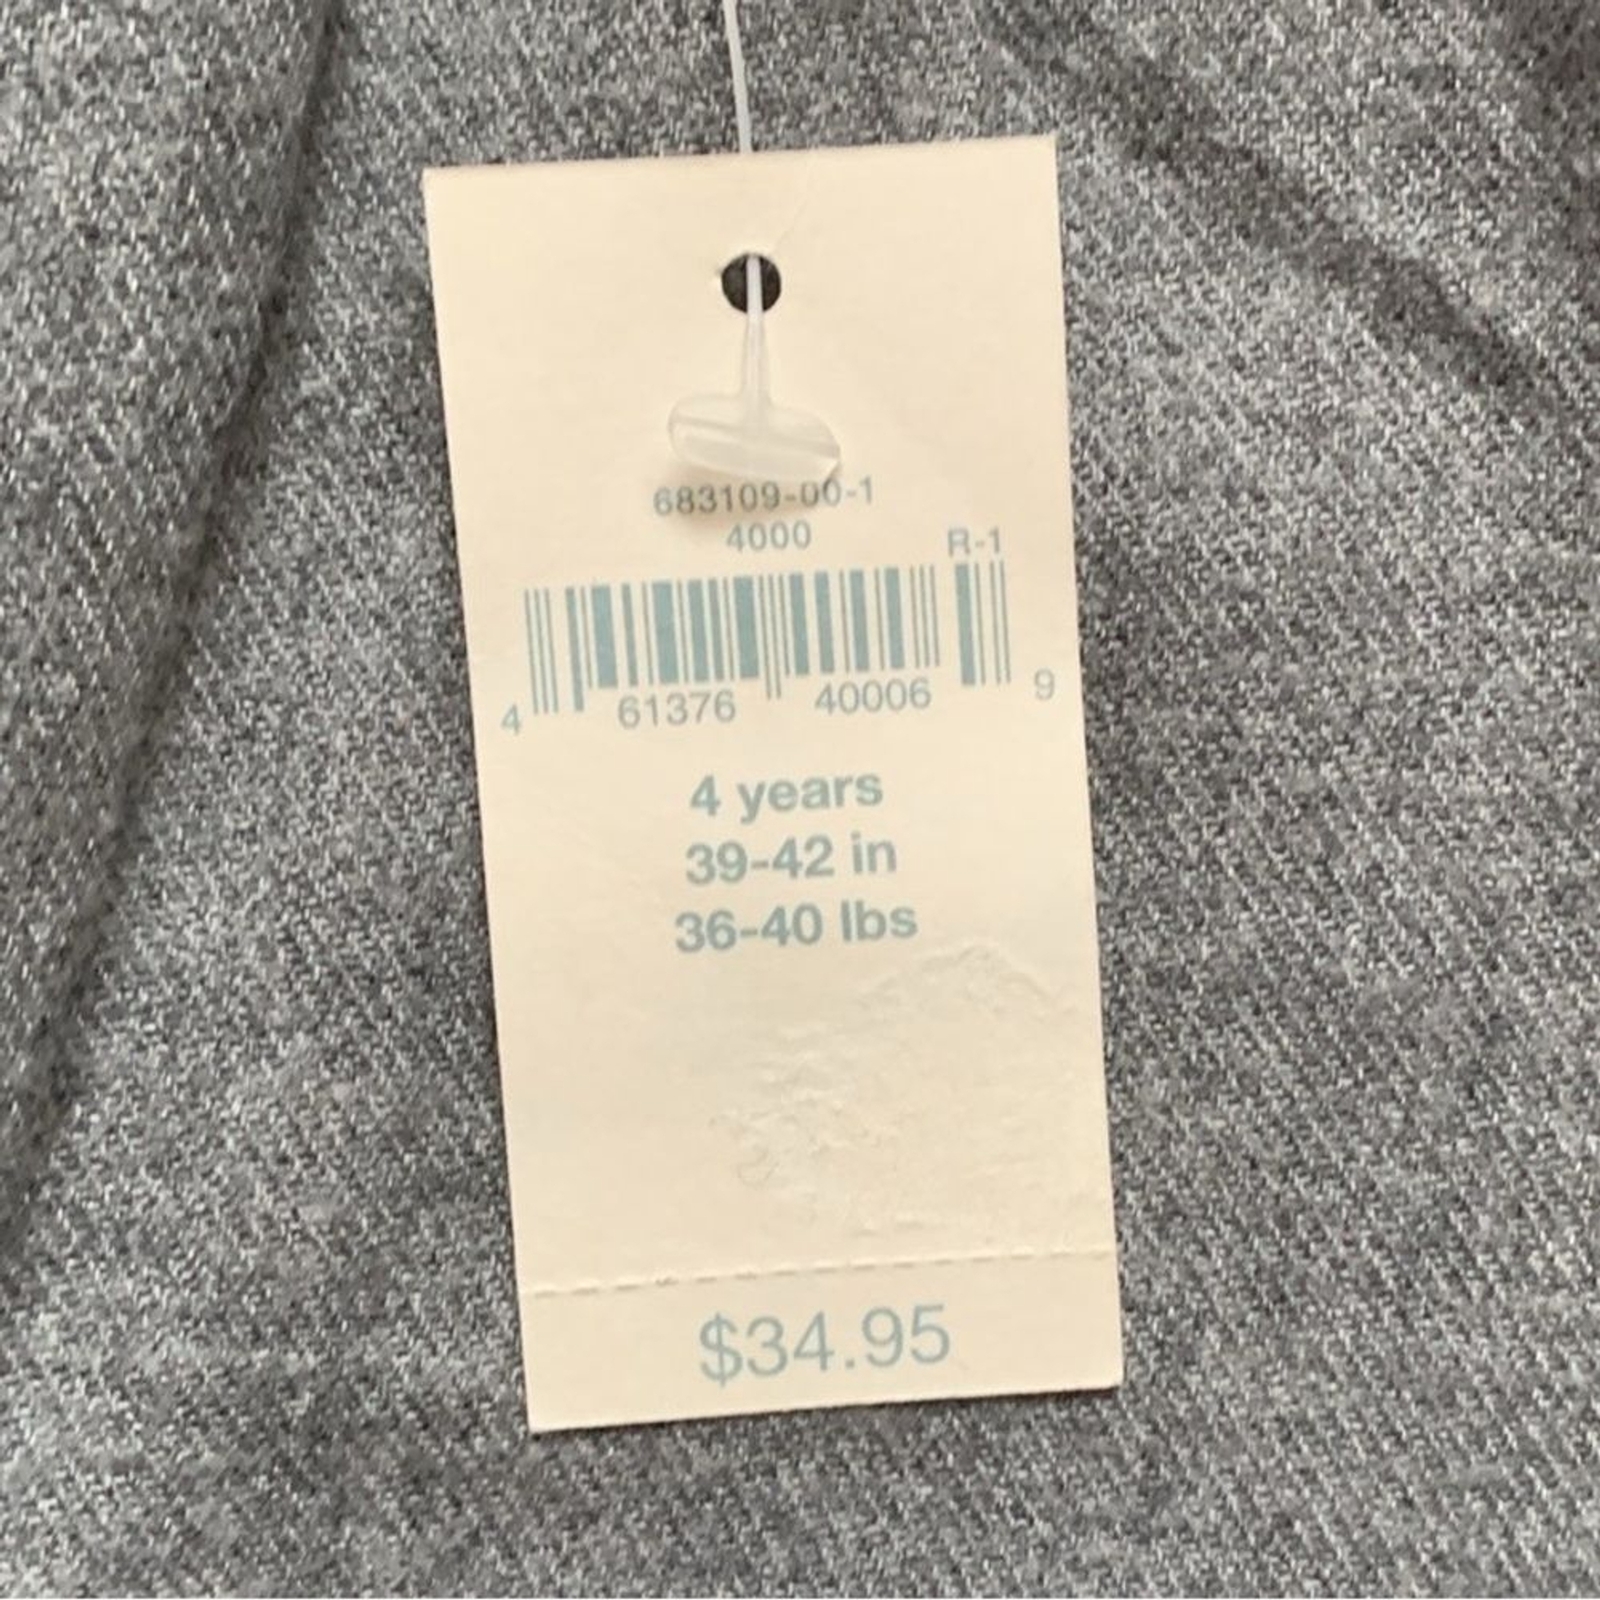 683109-00-1
4000
R-1
4 61376 40006 9
4 years
39-42 in
36-40 lbs
$34.95